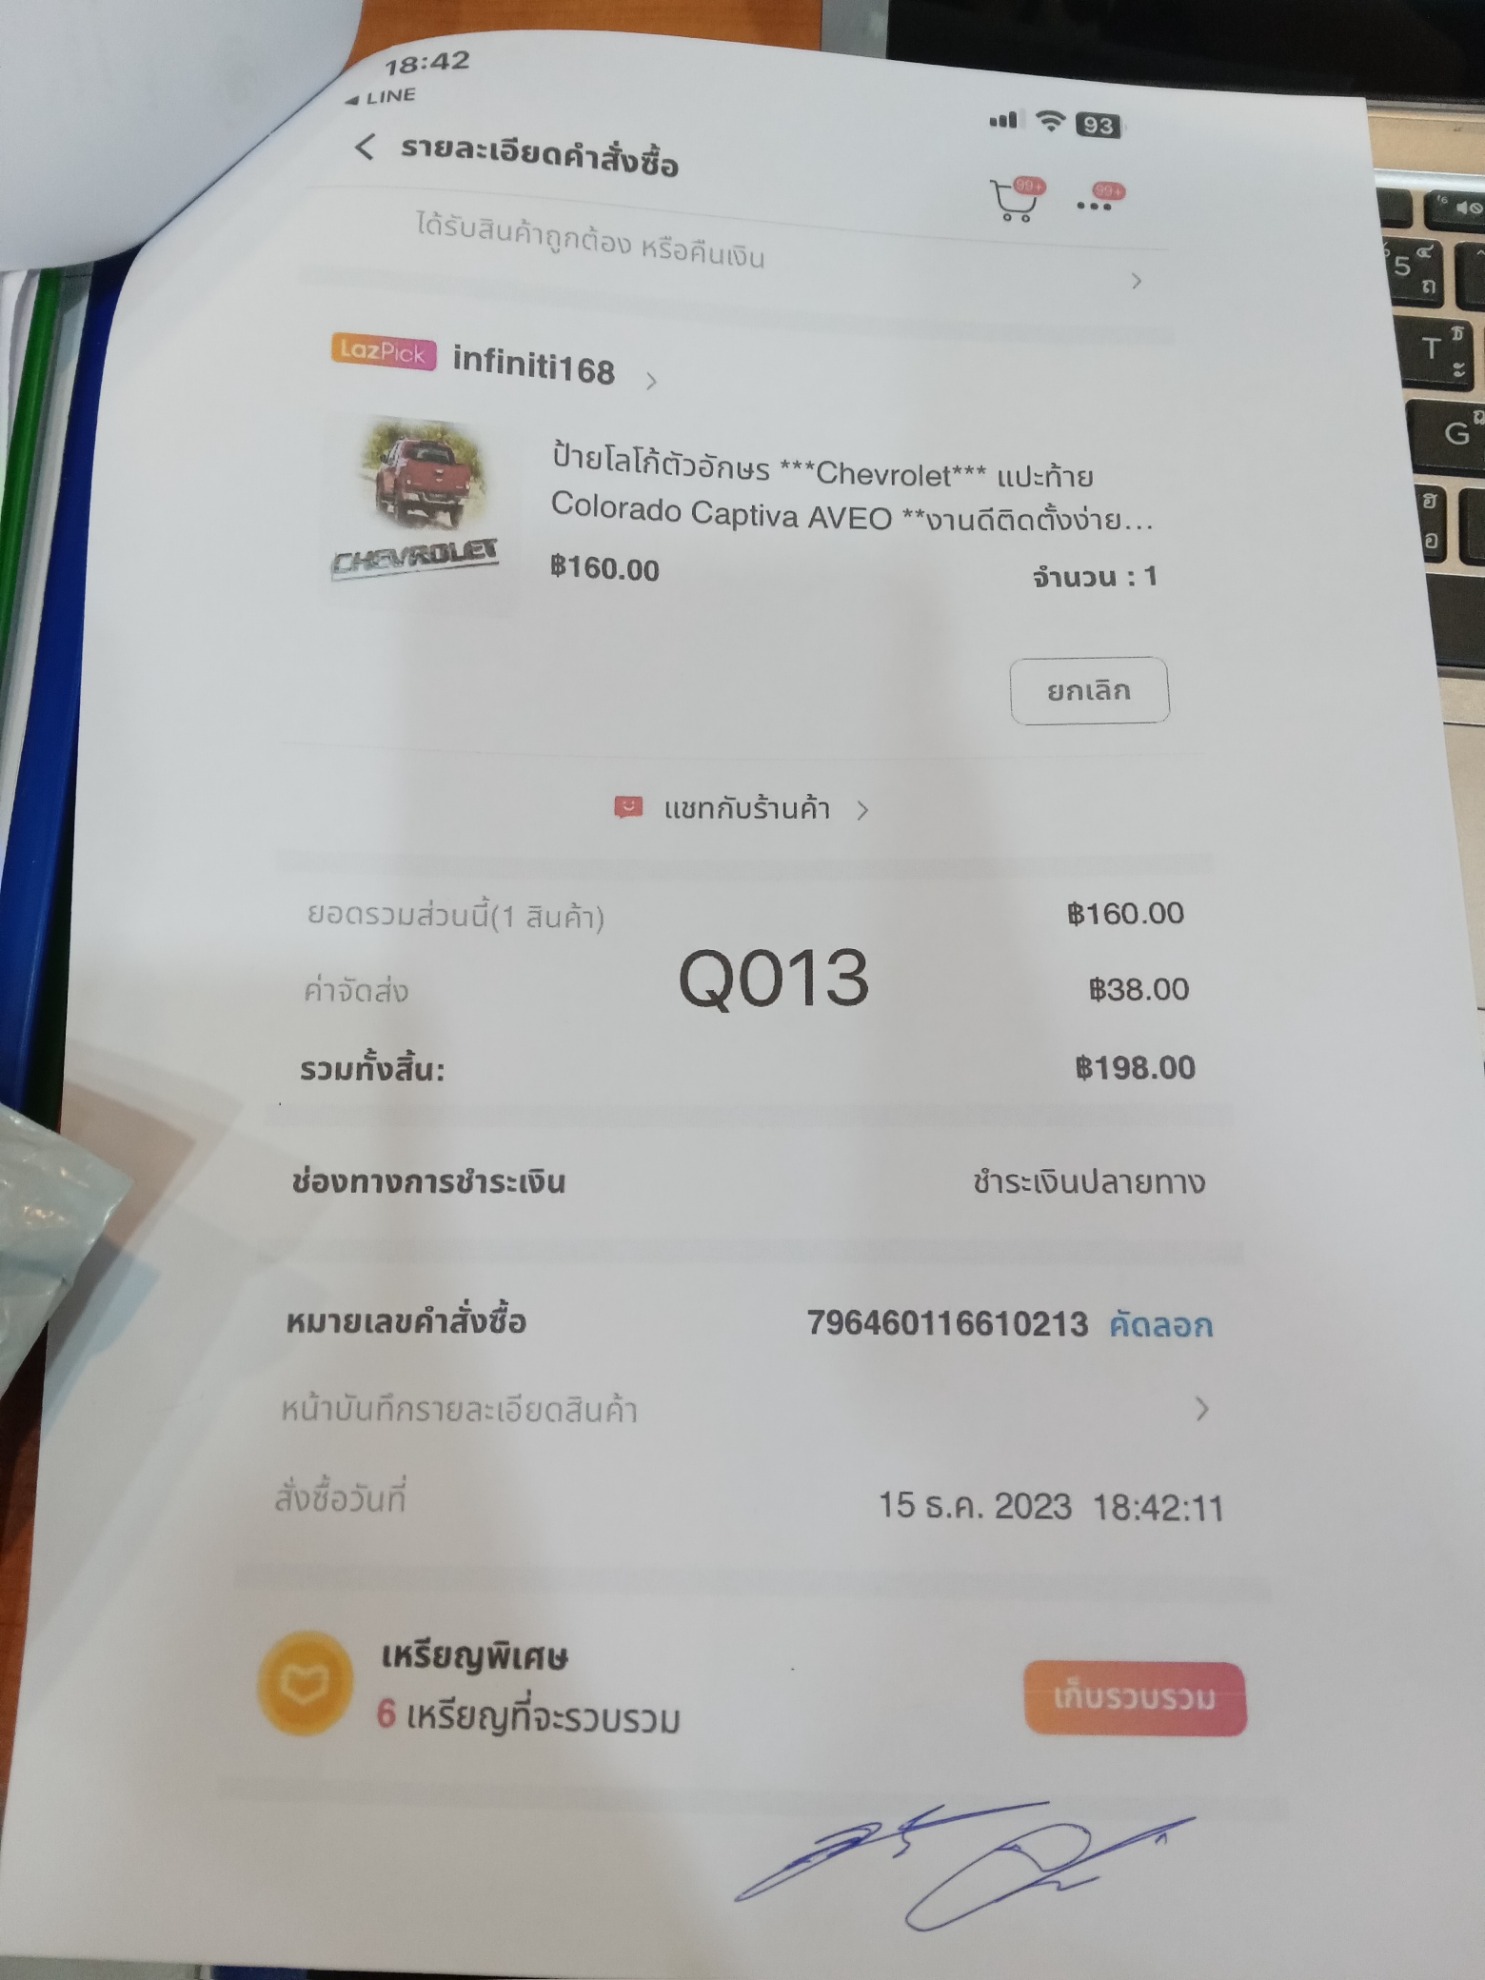 18:42
◄ LINE
93
< รายละเอียดคำสั่งซื้อ
99+
99+
ได้รับสินค้าถูกต้อง หรือคืนเงิน
LazPick infiniti168
ป้ายโลโก้ตัวอักษร ***Chevrolet*** แปะท้าย
Colorado Captiva AVEO **งานดีติดตั้งง่าย...
CHEVROLET
฿160.00 จำนวน : 1
ยกเลิก
แชทกับร้านค้า
ยอดรวมส่วนนี้(1 สินค้า) ฿160.00
Q013
ค่าจัดส่ง ฿38.00
รวมทั้งสิ้น: ฿198.00
ช่องทางการชำระเงิน ชำระเงินปลายทาง
หมายเลขคำสั่งซื้อ 796460116610213 คัดลอก
หน้าบันทึกรายละเอียดสินค้า
สั่งซื้อวันที่ 15 ธ.ค. 2023 18:42:11
เหรียญพิเศษ
6 เหรียญที่จะรวบรวม
เก็บรวบรวม
5
ถ
T
G